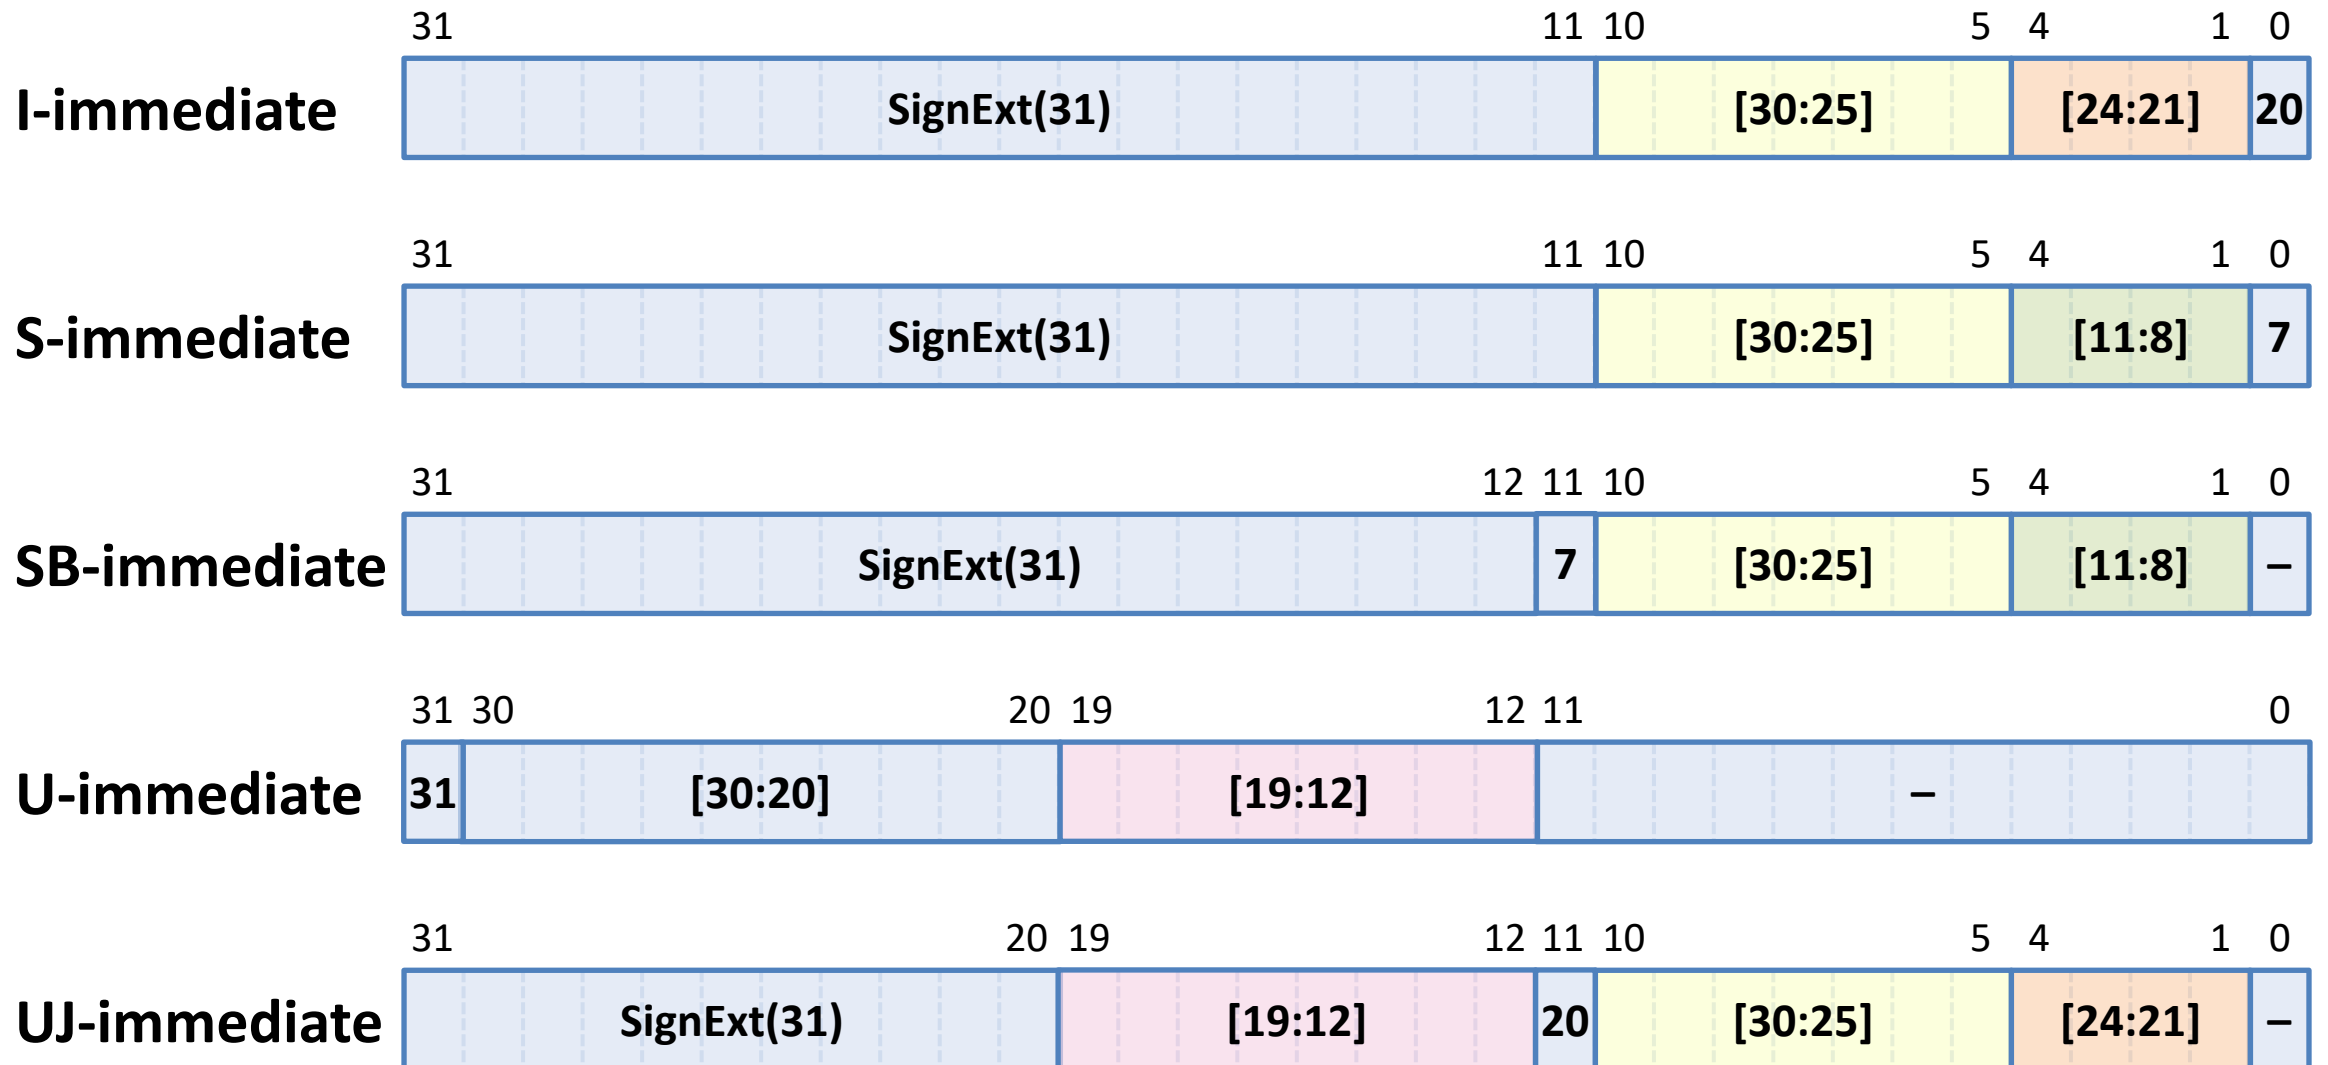 31 11 10 5 4 1 0
I-immediate SignExt(31) [30:25] [24:21] 20
31 11 10 5 4 1 0
S-immediate SignExt(31) [30:25] [11:8] 7
31 12 11 10 5 4 1 0
SB-immediate SignExt(31) 7 [30:25] [11:8] –
31 30 20 19 12 11 0
U-immediate 31 [30:20] [19:12] –
31 20 19 12 11 10 5 4 1 0
UJ-immediate SignExt(31) [19:12] 20 [30:25] [24:21] –